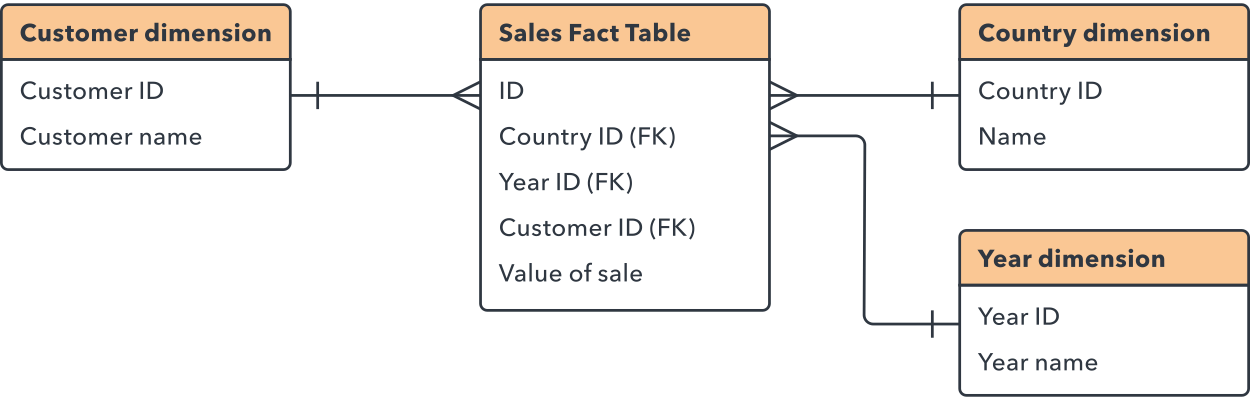 Customer dimension
Customer ID
Customer name
Sales Fact Table
ID
Country ID (FK)
Year ID (FK)
Customer ID (FK)
Value of sale
Country dimension
Country ID
Name
Year dimension
Year ID
Year name